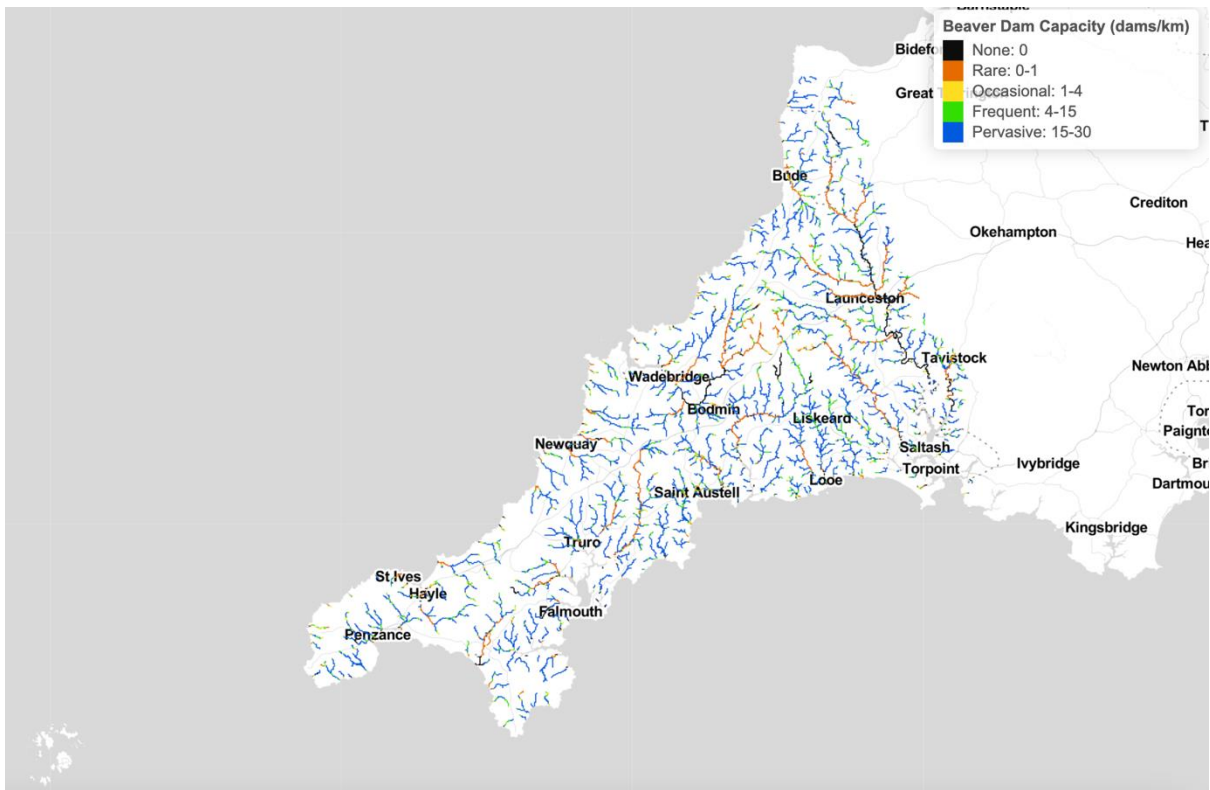 Barnstaple
Beaver Dam Capacity (dams/km)
None: 0
Rare: 0-1
Occasional: 1-4
Frequent: 4-15
Pervasive: 15-30
Great
Bude
Crediton
Okehampton
Launceston
Tavistock
Newton Abb
Wadebridge
Bodmin
Liskeard
Paignt
Newquay
Saltash
Torpoint
Ivybridge
Looe
Dartmou
Saint Austell
Kingsbridge
Truro
St Ives
Hayle
Falmouth
Penzance